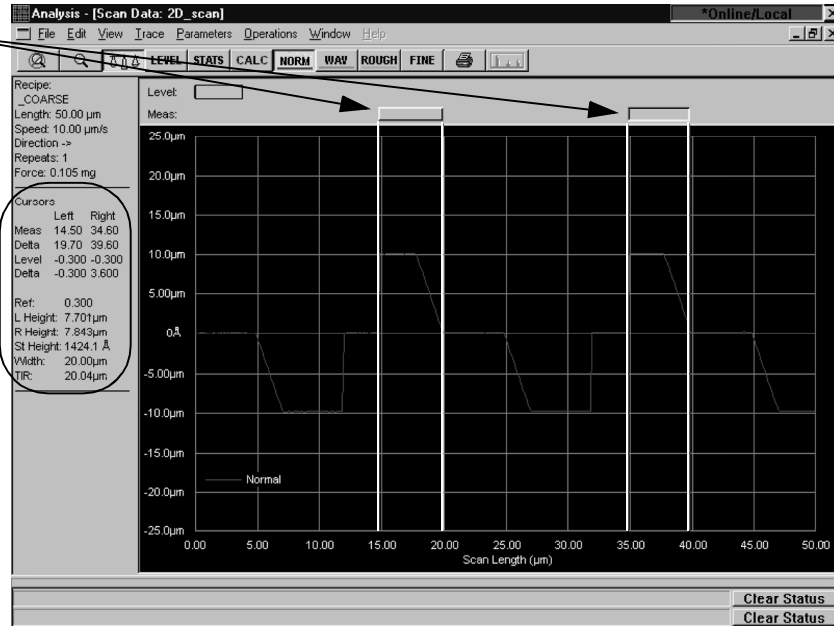 Analysis - [Scan Data: 2D_scan]
*Online/Local
File Edit View Trace Parameters Operations Window Help
LEVEL STATS CALC NORM WAV ROUGH FINE
Recipe:
_COARSE
Length: 50.00 µm
Speed: 10.00 µm/s
Direction ->
Repeats: 1
Force: 0.105 mg
Cursors
Left Right
Meas 14.50 34.60
Delta 19.70 39.60
Level -0.300 -0.300
Delta -0.300 3.600
Ref: 0.300
L Height: 7.701µm
R Height: 7.843µm
St Height: 1424.1 Å
Width: 20.00µm
TIR: 20.04µm
Level:
Meas:
25.0µm
20.0µm
15.0µm
10.0µm
5.00µm
0Å
-5.00µm
-10.0µm
-15.0µm
-20.0µm
-25.0µm
Normal
0.00 5.00 10.00 15.00 20.00 25.00 30.00 35.00 40.00 45.00 50.00
Scan Length (µm)
Clear Status
Clear Status